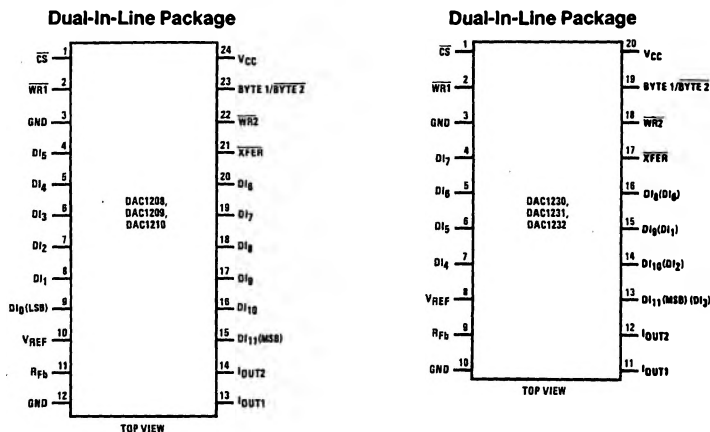 Dual-In-Line Package
CS 1
WR1 2
GND 3
DI5 4
DI4 5
DI3 6
DI2 7
DI1 8
DI0(LSB) 9
VREF 10
RFb 11
GND 12
DAC1208,
DAC1209,
DAC1210
24 VCC
23 BYTE 1/BYTE 2
22 WR2
21 XFER
20 DI6
19 DI7
18 DI8
17 DI9
16 DI10
15 DI11(MSB)
14 IOUT2
13 IOUT1
TOP VIEW
Dual-In-Line Package
CS 1
WR1 2
GND 3
DI7 4
DI6 5
DI5 6
DI4 7
VREF 8
RFb 9
GND 10
DAC1230,
DAC1231,
DAC1232
20 VCC
19 BYTE 1/BYTE 2
18 WR2
17 XFER
16
15 DI9(DI1)
14 DI10(DI2)
13 DI11(MSB) (DI3)
12 IOUT2
11 IOUT1
TOP VIEW